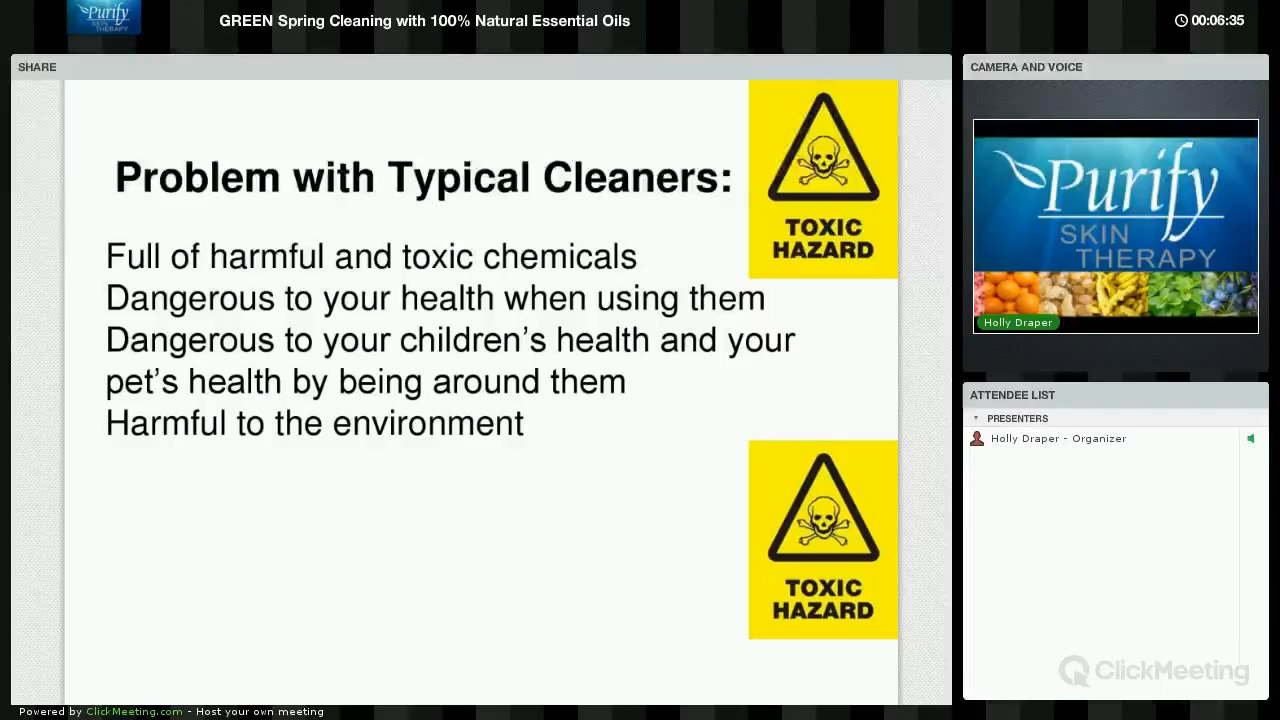 Purify
SKIN THERAPY
GREEN Spring Cleaning with 100% Natural Essential Oils
00:06:35
SHARE
Problem with Typical Cleaners:
Full of harmful and toxic chemicals
Dangerous to your health when using them
Dangerous to your children’s health and your
pet’s health by being around them
Harmful to the environment
TOXIC
HAZARD
TOXIC
HAZARD
CAMERA AND VOICE
Purify
SKIN
THERAPY
Holly Draper
ATTENDEE LIST
PRESENTERS
Holly Draper - Organizer
ClickMeeting
Powered by ClickMeeting.com - Host your own meeting